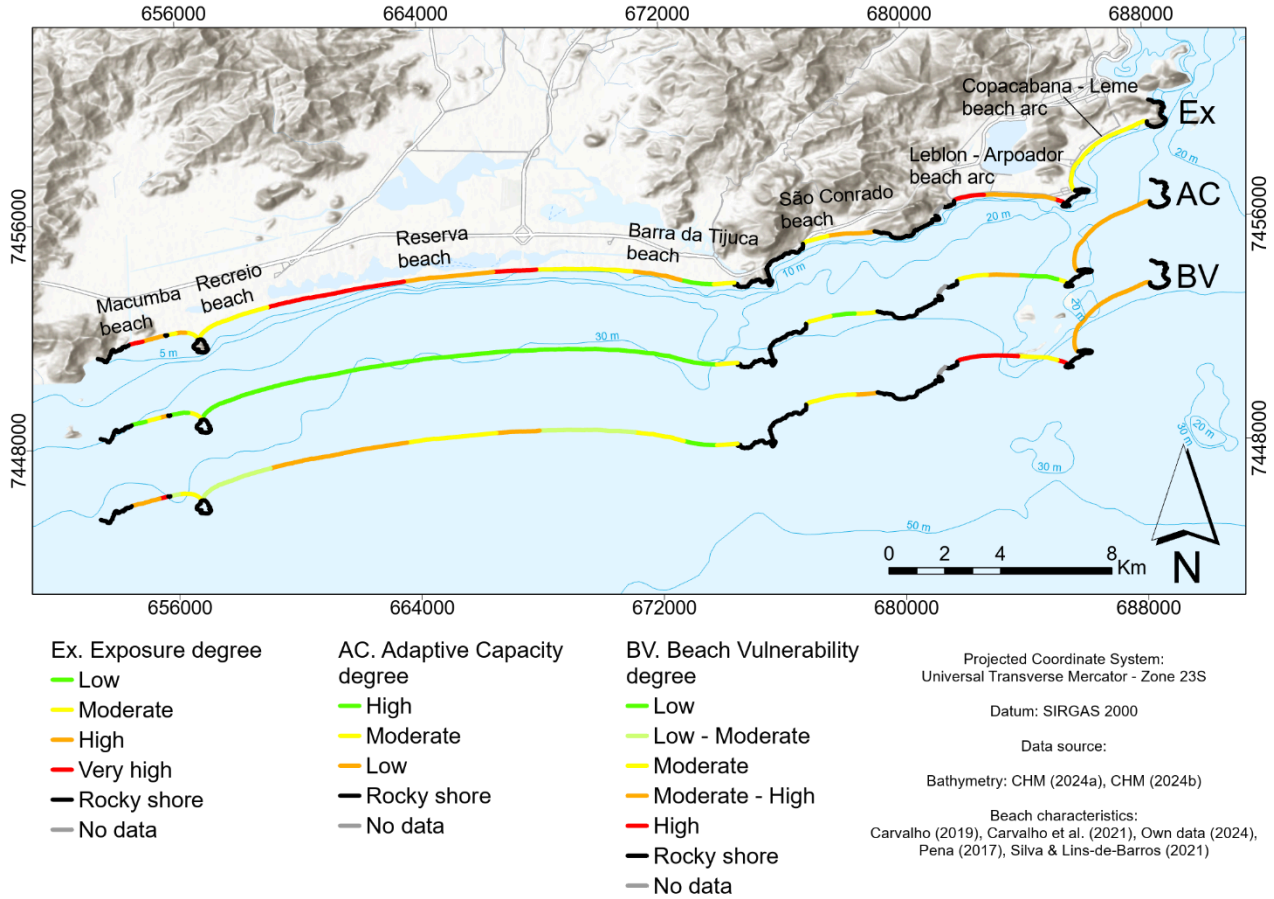 656000
664000
672000
680000
688000
Copacabana - Leme
beach arc
Ex
20 m
Leblon - Arpoador
beach arc
AC
São Conrado
beach
20 m
7456000
7456000
Reserva
beach
Barra da Tijuca
beach
10 m
BV
Recreio
beach
Macumba
beach
20 m
5 m
30 m
7448000
7448000
30 m
20 m
30 m
50 m
0 2 4 8
Km
N
656000
664000
672000
680000
688000
Ex. Exposure degree
Low
Moderate
High
Very high
Rocky shore
No data
AC. Adaptive Capacity
degree
High
Moderate
Low
Rocky shore
No data
BV. Beach Vulnerability
degree
Low
Low - Moderate
Moderate
Moderate - High
High
Rocky shore
No data
Projected Coordinate System:
Universal Transverse Mercator - Zone 23S
Datum: SIRGAS 2000
Data source:
Bathymetry: CHM (2024a), CHM (2024b)
Beach characteristics:
Carvalho (2019), Carvalho et al. (2021), Own data (2024),
Pena (2017), Silva & Lins-de-Barros (2021)